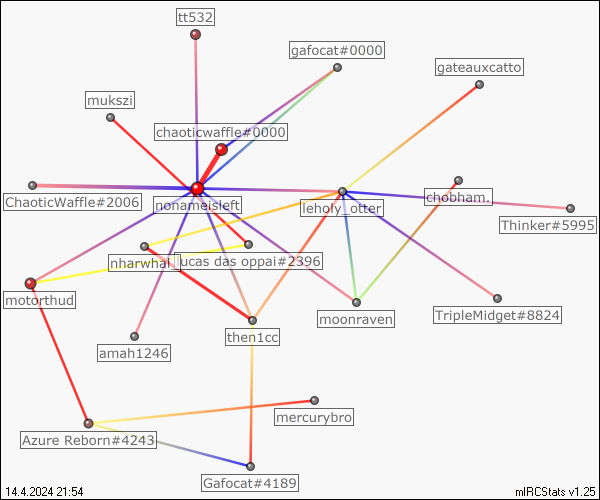 tt532
gafocat#0000
gateauxcatto
mukszi
chaoticwaffle#0000
ChaoticWaffle#2006
nonameisleft
leholy_otter
chobham.
Thinker#5995
nharwhal
lucas das oppai#2396
motorthud
moonraven
TripleMidget#8824
then1cc
amah1246
mercurybro
Azure Reborn#4243
Gafocat#4189
14.4.2024 21:54
mIRCStats v1.25